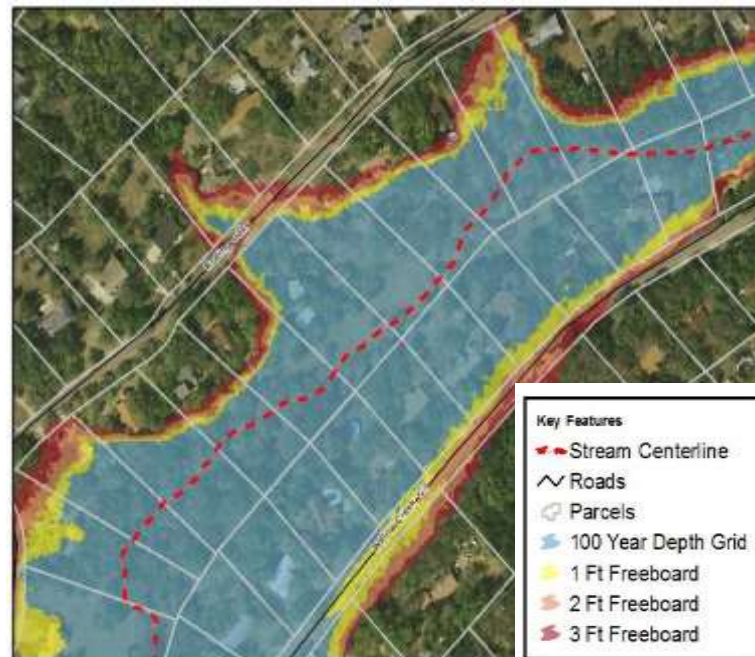 Key Features
Stream Centerline
Roads
Parcels
100 Year Depth Grid
1 Ft Freeboard
2 Ft Freeboard
3 Ft Freeboard